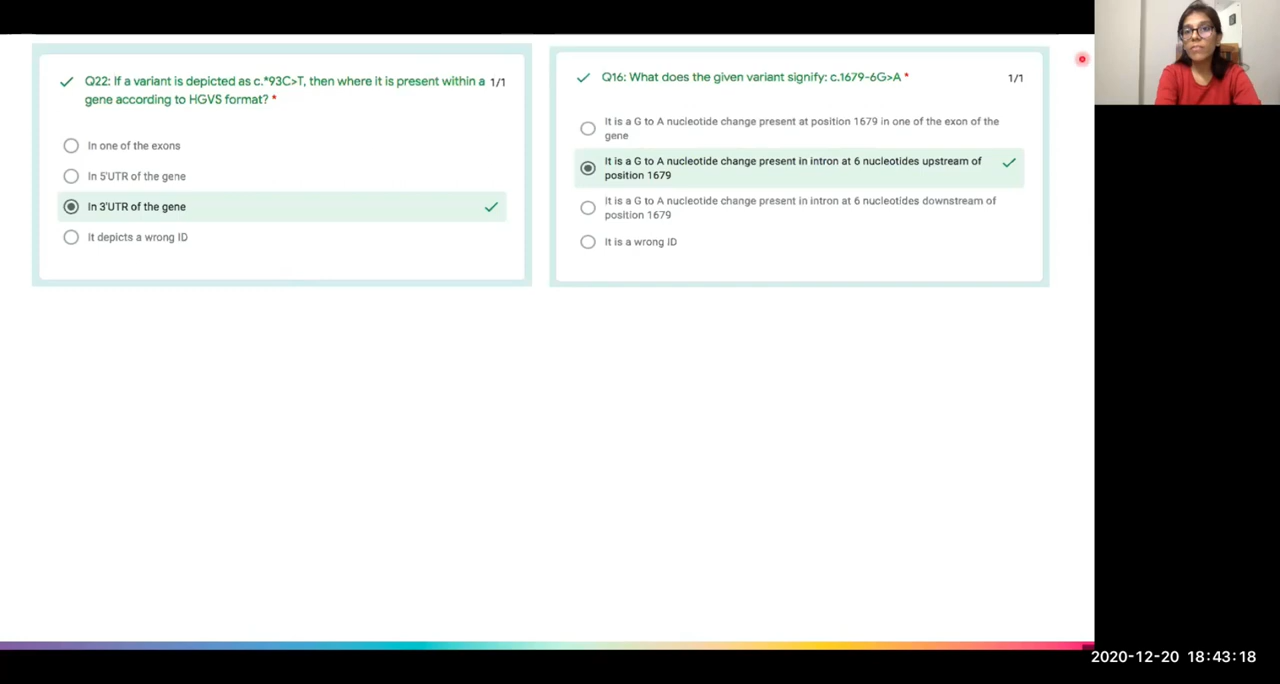 Q22: If a variant is depicted as c.*93C>T, then where it is present within a 1/1
gene according to HGVS format? *
In one of the exons
In 5'UTR of the gene
In 3'UTR of the gene
It depicts a wrong ID
Q16: What does the given variant signify: c.1679-6G>A * 1/1
It is a G to A nucleotide change present at position 1679 in one of the exon of the
gene
It is a G to A nucleotide change present in intron at 6 nucleotides upstream of
position 1679
It is a G to A nucleotide change present in intron at 6 nucleotides downstream of
position 1679
It is a wrong ID
2020-12-20 18:43:18